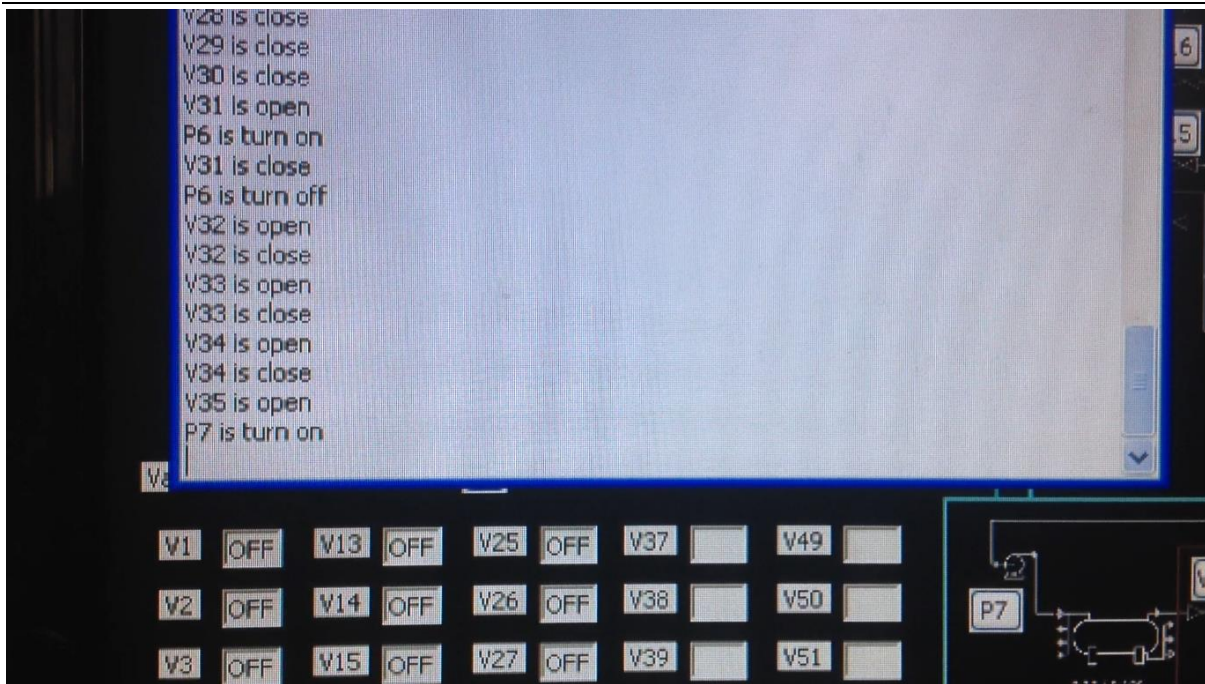 V28 is close
V29 is close
V30 is close
V31 is open
P6 is turn on
V31 is close
P6 is turn off
V32 is open
V32 is close
V33 is open
V33 is close
V34 is open
V34 is close
V35 is open
P7 is turn on
V1 OFF V13 OFF V25 OFF V37 V49
V2 OFF V14 OFF V26 OFF V38 V50
V3 OFF V15 OFF V27 OFF V39 V51
P7